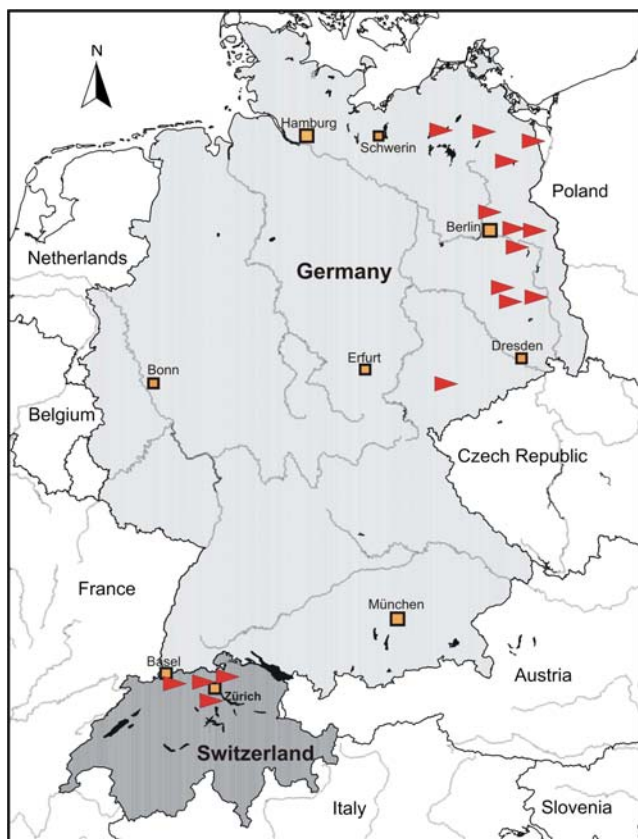 N
Hamburg
Schwerin
Poland
Berlin
Netherlands
Germany
Dresden
Erfurt
Bonn
Belgium
Czech Republic
France
München
Basel
Austria
Zürich
Switzerland
Italy
Slovenia